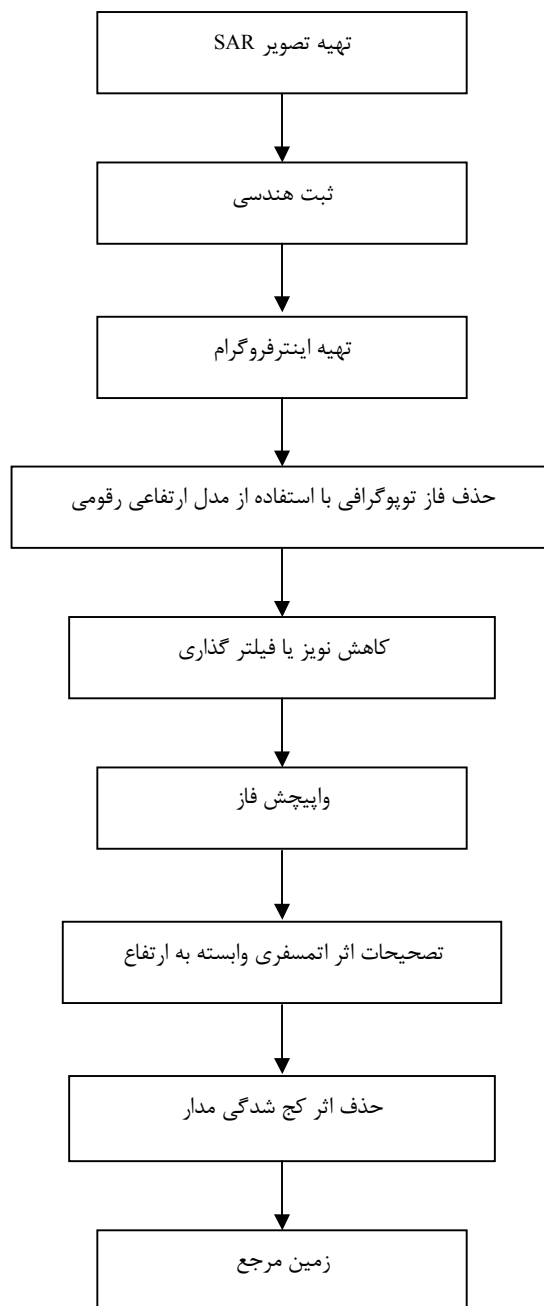 تهیه تصویر SAR
ثبت هندسی
تهیه اینترفروگرام
حذف فاز توپوگرافی با استفاده از مدل ارتفاعی رقومی
کاهش نویز یا فیلتر گذاری
واپیچش فاز
تصحیحات اثر اتمسفری وابسته به ارتفاع
حذف اثر کج شدگی مدار
زمین مرجع